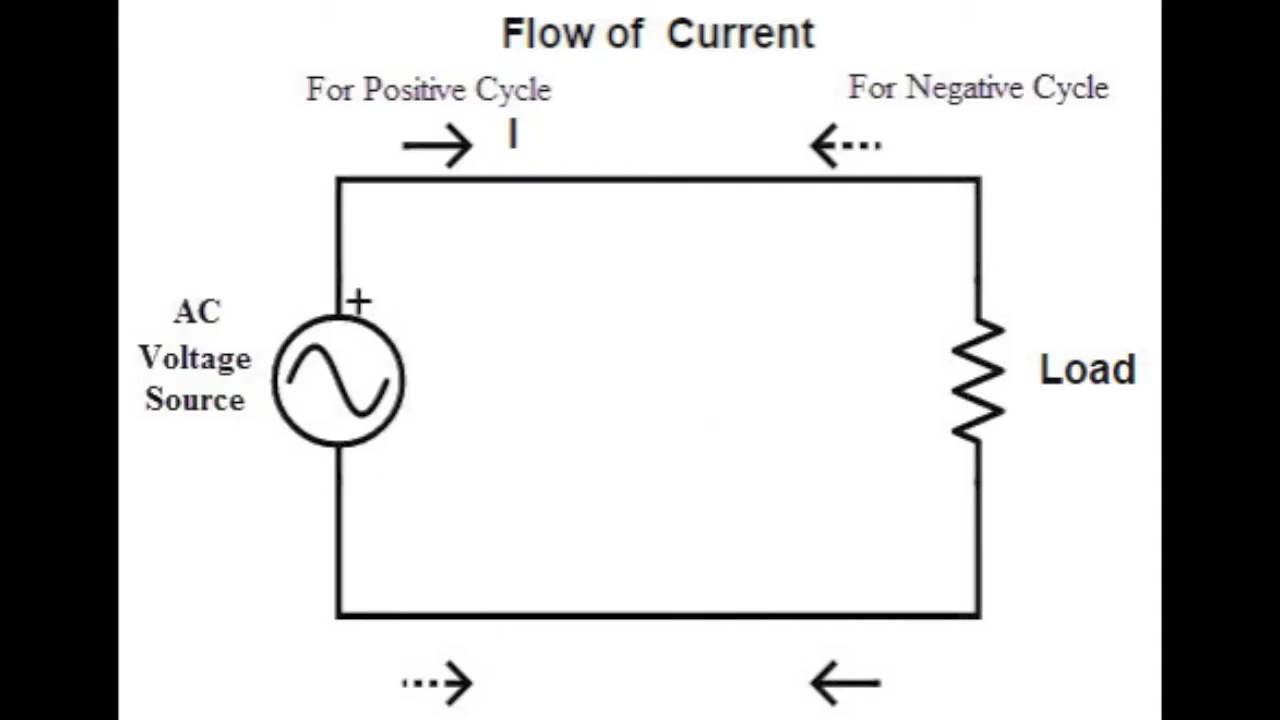 Flow of Current
For Positive Cycle
For Negative Cycle
I
+
AC
Voltage
Source
Load